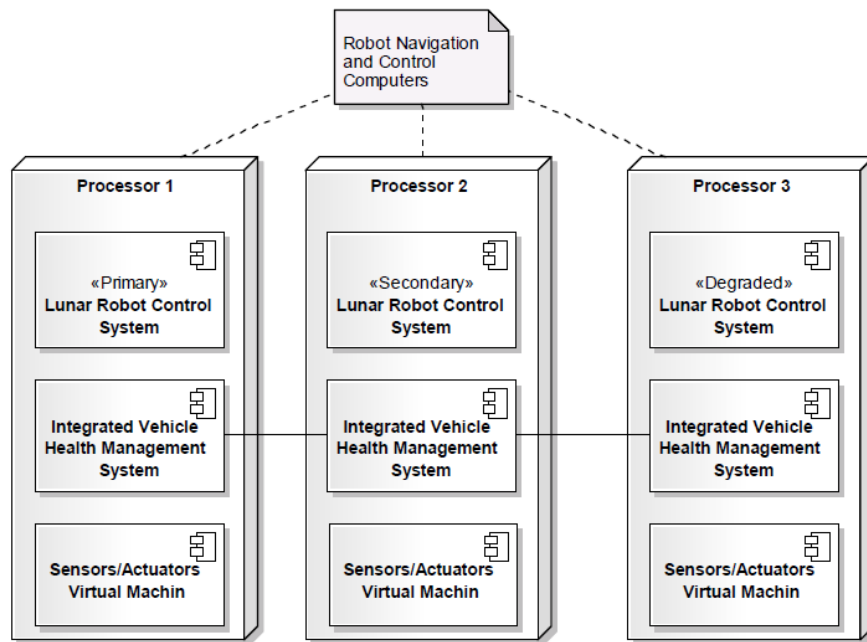 Robot Navigation
and Control
Computers
Processor 1
Processor 2
Processor 3
«Primary»
Lunar Robot Control
System
«Secondary»
Lunar Robot Control
System
«Degraded»
Lunar Robot Control
System
Integrated Vehicle
Health Management
System
Integrated Vehicle
Health Management
System
Integrated Vehicle
Health Management
System
Sensors/Actuators
Virtual Machin
Sensors/Actuators
Virtual Machin
Sensors/Actuators
Virtual Machin